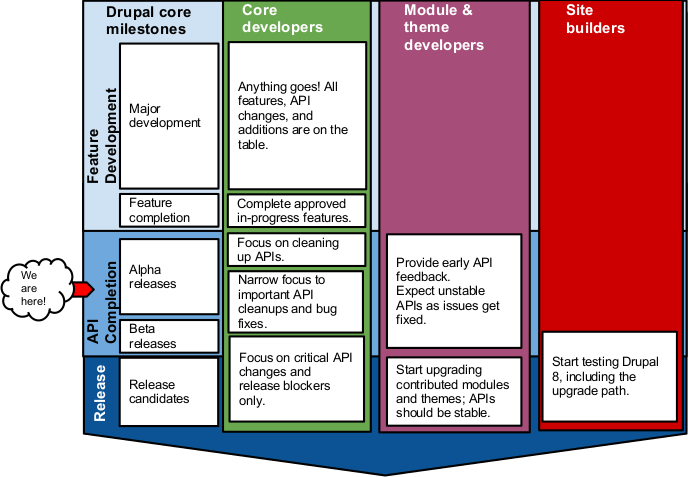 Drupal core
milestones
Core
developers
Module &
theme
developers
Site
builders
Feature
Development
Major
development
Anything goes! All
features, API
changes, and
additions are on the
table.
Feature
completion
Complete approved
in-progress features.
API
Completion
We
are
here!
Alpha
releases
Focus on cleaning
up APIs.
Narrow focus to
important API
cleanups and bug
fixes.
Provide early API
feedback.
Expect unstable
APIs as issues get
fixed.
Beta
releases
Focus on critical API
changes and
release blockers
only.
Start testing Drupal
8, including the
upgrade path.
Release
Release
candidates
Start upgrading
contributed modules
and themes; APIs
should be stable.